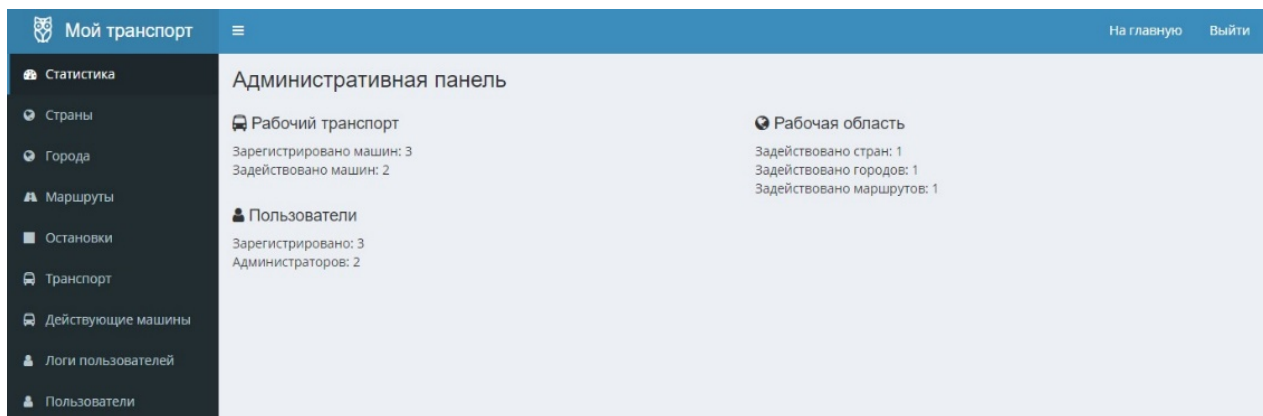 Мой транспорт
На главную
Выйти
Статистика
Страны
Города
Маршруты
Остановки
Транспорт
Действующие машины
Логи пользователей
Пользователи
Административная панель
Рабочий транспорт
Зарегистрировано машин: 3
Задействовано машин: 2
Пользователи
Зарегистрировано: 3
Администраторов: 2
Рабочая область
Задействовано стран: 1
Задействовано городов: 1
Задействовано маршрутов: 1